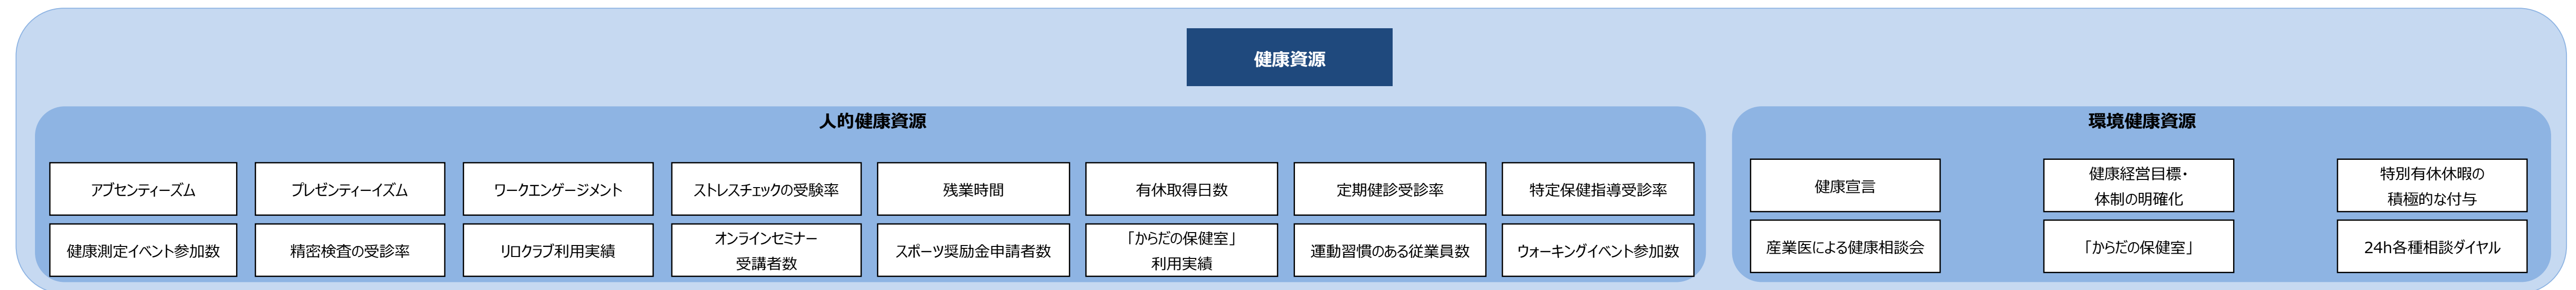 健康資源
人的健康資源
アブセンティーズム
プレゼンティーイズム
ワークエンゲージメント
ストレスチェックの受験率
残業時間
有休取得日数
定期健診受診率
特定保健指導受診率
健康測定イベント参加数
精密検査の受診率
リロクラブ利用実績
オンラインセミナー
受講者数
スポーツ奨励金申請者数
「からだの保健室」
利用実績
運動習慣のある従業員数
ウォーキングイベント参加数
環境健康資源
健康宣言
健康経営目標・
体制の明確化
特別有休休暇の
積極的な付与
産業医による健康相談会
「からだの保健室」
24h各種相談ダイヤル